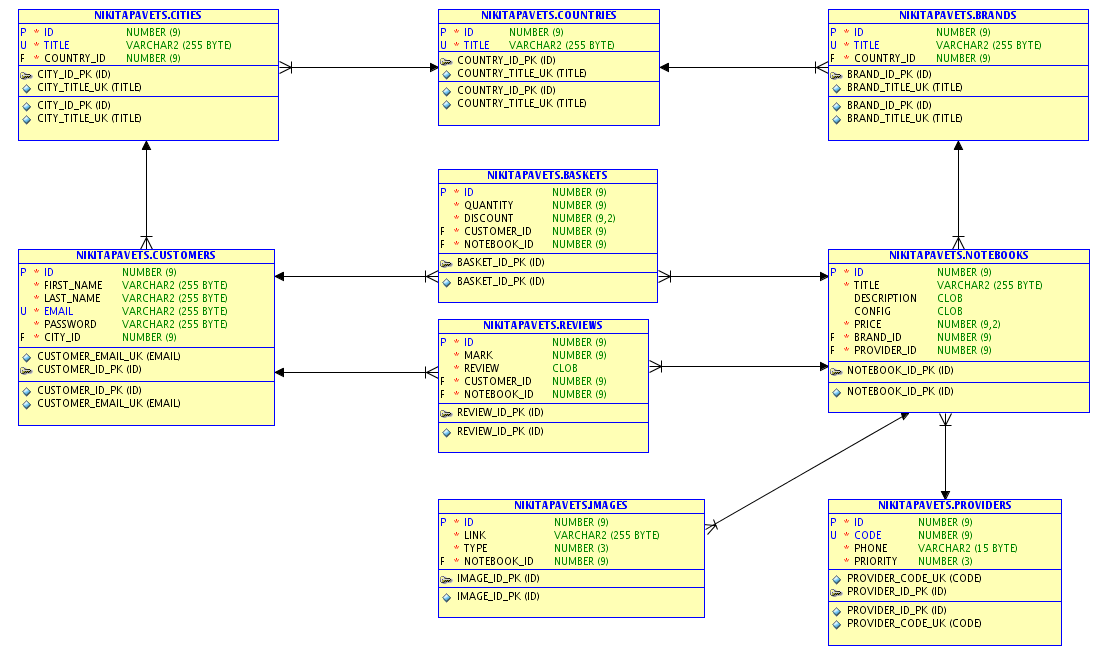 NIKITAPAVETS.CITIES
P * ID NUMBER (9)
U * TITLE VARCHAR2 (255 BYTE)
F * COUNTRY_ID NUMBER (9)
CITY_ID_PK (ID)
CITY_TITLE_UK (TITLE)
CITY_ID_PK (ID)
CITY_TITLE_UK (TITLE)
NIKITAPAVETS.COUNTRIES
P * ID NUMBER (9)
U * TITLE VARCHAR2 (255 BYTE)
COUNTRY_ID_PK (ID)
COUNTRY_TITLE_UK (TITLE)
COUNTRY_ID_PK (ID)
COUNTRY_TITLE_UK (TITLE)
NIKITAPAVETS.BRANDS
P * ID NUMBER (9)
U * TITLE VARCHAR2 (255 BYTE)
F * COUNTRY_ID NUMBER (9)
BRAND_ID_PK (ID)
BRAND_TITLE_UK (TITLE)
BRAND_ID_PK (ID)
BRAND_TITLE_UK (TITLE)
NIKITAPAVETS.BASKETS
P * ID NUMBER (9)
* QUANTITY NUMBER (9)
* DISCOUNT NUMBER (9,2)
F * CUSTOMER_ID NUMBER (9)
F * NOTEBOOK_ID NUMBER (9)
BASKET_ID_PK (ID)
BASKET_ID_PK (ID)
NIKITAPAVETS.CUSTOMERS
P * ID NUMBER (9)
* FIRST_NAME VARCHAR2 (255 BYTE)
* LAST_NAME VARCHAR2 (255 BYTE)
U * EMAIL VARCHAR2 (255 BYTE)
* PASSWORD VARCHAR2 (255 BYTE)
F * CITY_ID NUMBER (9)
CUSTOMER_EMAIL_UK (EMAIL)
CUSTOMER_ID_PK (ID)
CUSTOMER_ID_PK (ID)
CUSTOMER_EMAIL_UK (EMAIL)
NIKITAPAVETS.NOTEBOOKS
P * ID NUMBER (9)
* TITLE VARCHAR2 (255 BYTE)
DESCRIPTION CLOB
CONFIG CLOB
* PRICE NUMBER (9,2)
F * BRAND_ID NUMBER (9)
F * PROVIDER_ID NUMBER (9)
NOTEBOOK_ID_PK (ID)
NOTEBOOK_ID_PK (ID)
NIKITAPAVETS.REVIEWS
P * ID NUMBER (9)
* MARK NUMBER (9)
* REVIEW CLOB
F * CUSTOMER_ID NUMBER (9)
F * NOTEBOOK_ID NUMBER (9)
REVIEW_ID_PK (ID)
REVIEW_ID_PK (ID)
NIKITAPAVETS.IMAGES
P * ID NUMBER (9)
* LINK VARCHAR2 (255 BYTE)
* TYPE NUMBER (3)
F * NOTEBOOK_ID NUMBER (9)
IMAGE_ID_PK (ID)
IMAGE_ID_PK (ID)
NIKITAPAVETS.PROVIDERS
P * ID NUMBER (9)
U * CODE NUMBER (9)
* PHONE VARCHAR2 (15 BYTE)
* PRIORITY NUMBER (3)
PROVIDER_CODE_UK (CODE)
PROVIDER_ID_PK (ID)
PROVIDER_ID_PK (ID)
PROVIDER_CODE_UK (CODE)